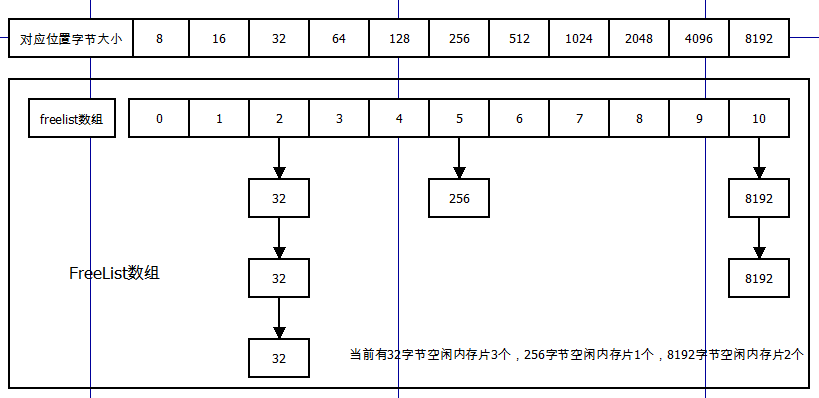 对应位置字节大小 8 16 32 64 128 256 512 1024 2048 4096 8192
freelist数组 0 1 2 3 4 5 6 7 8 9 10
32 256 8192
FreeList数组
32 8192
32
当前有32字节空闲内存片3个，256字节空闲内存片1个，8192字节空闲内存片2个